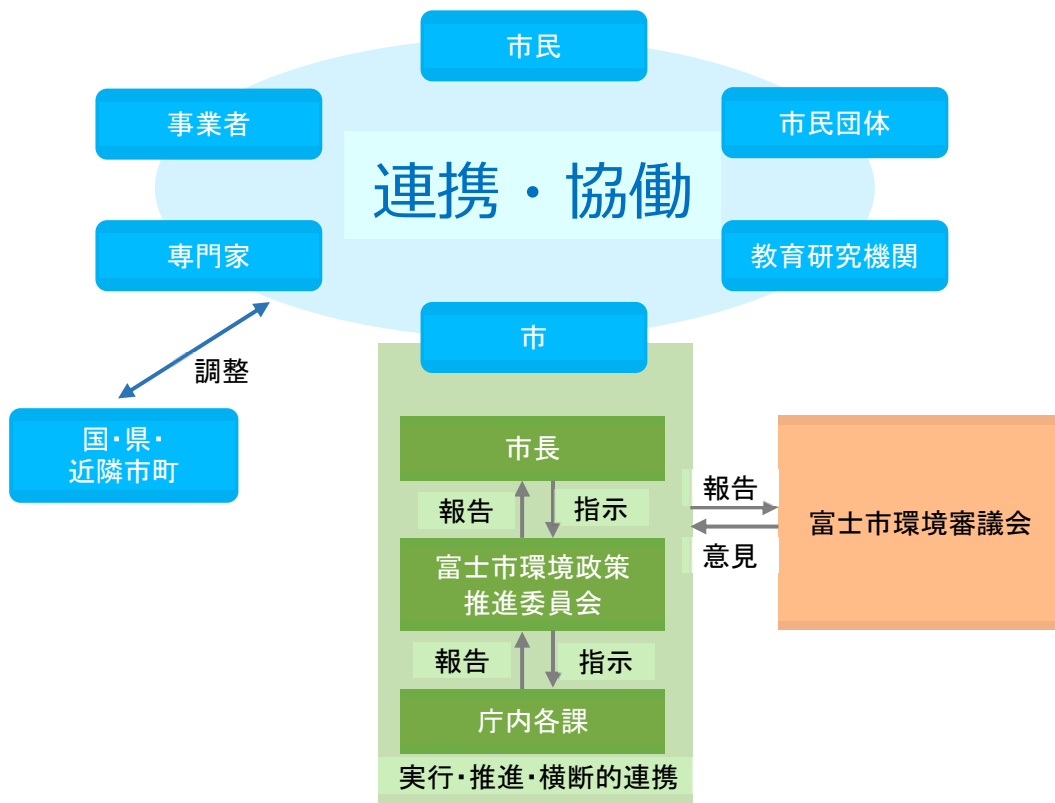 市民
事業者
市民団体
連携・協働
専門家
教育研究機関
市
調整
国・県・
近隣市町
市長
報告
指示
報告
富士市環境審議会
意見
富士市環境政策
推進委員会
報告
指示
庁内各課
実行・推進・横断的連携